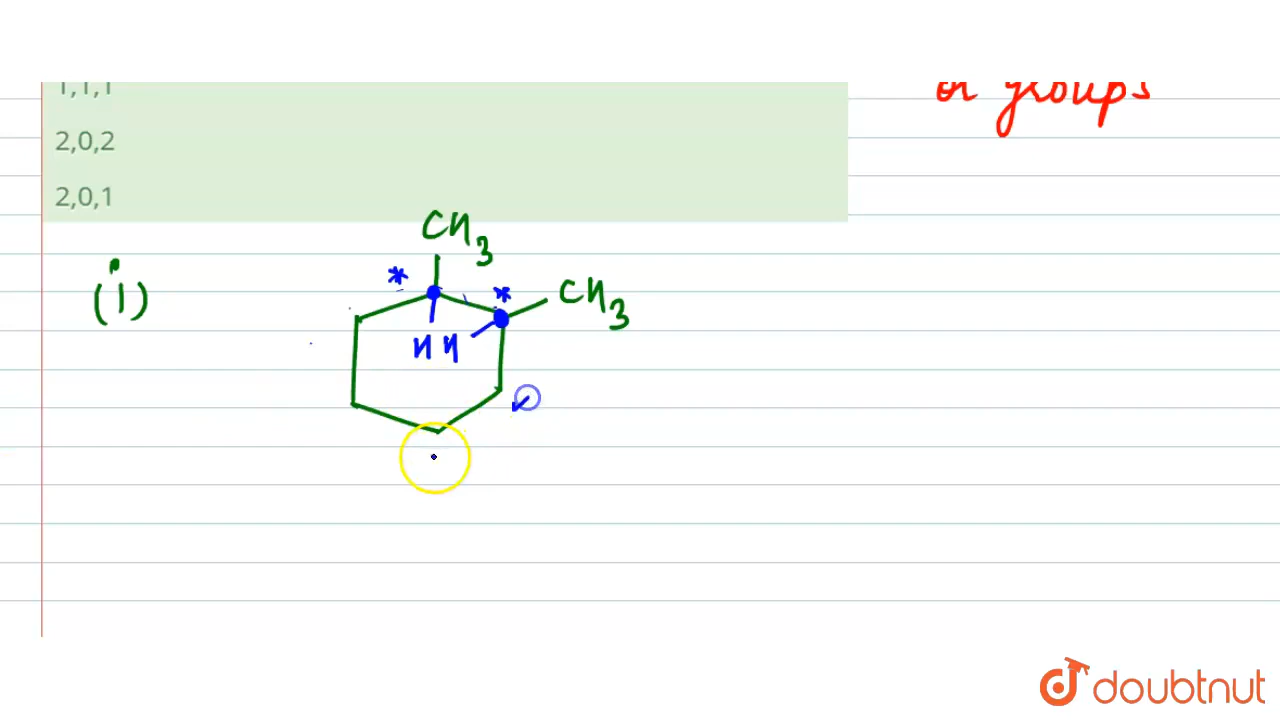 1,1,1
or groups
2,0,2
2,0,1
CH3
(i)
*
*
CH3
H H
doubtnut